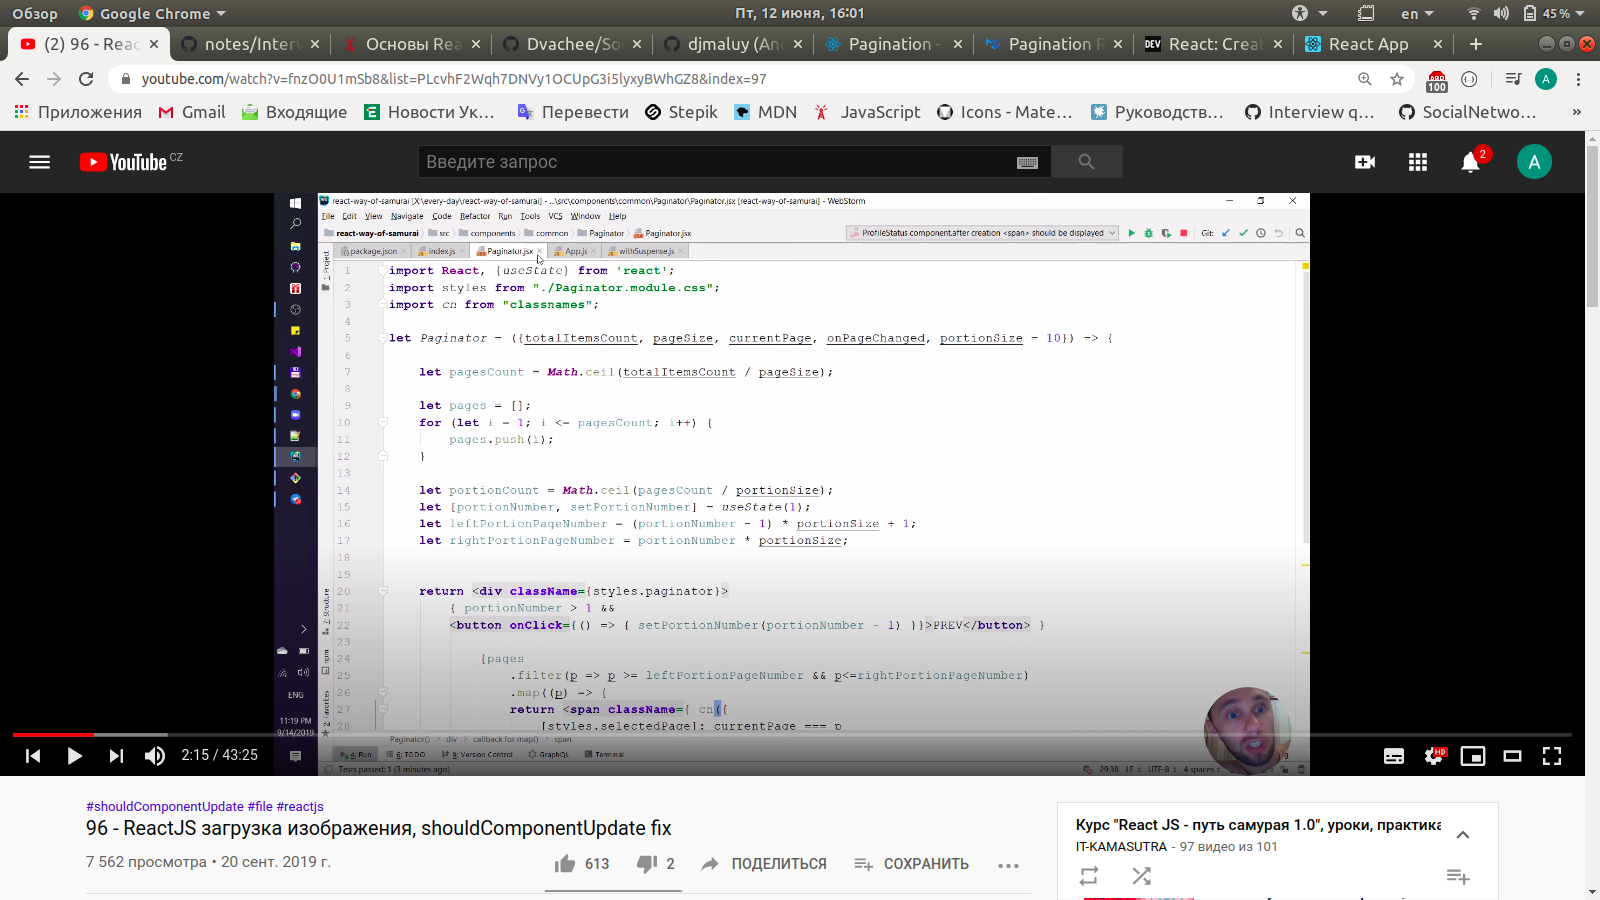 Обзор Google Chrome Пт, 12 июня, 16:01 en 45 %
(2) 96 - Reac notes/Interv Основы Rea Dvachee/So djmaluy (An Pagination - Pagination R DEV React: Creat React App
youtube.com/watch?v=fnzO0U1mSb8&list=PLcvhF2Wqh7DNVy1OCUpG3i5lyxyBWhGZ8&index=97 ABP 100 A
Приложения Gmail Входящие Новости Ук... Перевести Stepik MDN JavaScript Icons - Mate... Руководств... Interview q... SocialNetwo... »
YouTube CZ Введите запрос 2 A
react-way-of-samurai [X:\every-day\react-way-of-samurai] - ...\src\components\common\Paginator\Paginator.jsx [react-way-of-samurai] - WebStorm
File Edit View Navigate Code Refactor Run Tools VCS Window Help
react-way-of-samurai src components common Paginator Paginator.jsx ProfileStatus component.after creation <span> should be displayed Git:
package.json index.js Paginator.jsx App.js withSuspense.js
1: Project
1 import React, {useState} from 'react';
2 import styles from "./Paginator.module.css";
3 import cn from "classnames";
4
5 let Paginator = ({totalItemsCount, pageSize, currentPage, onPageChanged, portionSize = 10}) => {
6
7 let pagesCount = Math.ceil(totalItemsCount / pageSize);
8
9 let pages = [];
10 for (let i = 1; i <= pagesCount; i++) {
11 pages.push(i);
12 }
13
14 let portionCount = Math.ceil(pagesCount / portionSize);
15 let [portionNumber, setPortionNumber] = useState(1);
16 let leftPortionPageNumber = (portionNumber - 1) * portionSize + 1;
17 let rightPortionPageNumber = portionNumber * portionSize;
18
19
20 return <div className={styles.paginator}>
21 { portionNumber > 1 &&
22 <button onClick={() => { setPortionNumber(portionNumber - 1) }}>PREV</button> }
23
24 {pages
25 .filter(p => p >= leftPortionPageNumber && p<=rightPortionPageNumber)
26 .map((p) => {
27 return <span className={ cn({
28 [styles.selectedPage]: currentPage === p
7: Structure
npm
2: Favorites
ENG
11:19 PM
9/14/2019
Paginator() div callback for map() span
4: Run 6: TODO 9: Version Control GraphQL Terminal
Tests passed: 1 (3 minutes ago) 29:38 LF UTF-8 4 spaces
2:15 / 43:25 HD
#shouldComponentUpdate #file #reactjs
96 - ReactJS загрузка изображения, shouldComponentUpdate fix
7 562 просмотра • 20 сент. 2019 г. 613 2 ПОДЕЛИТЬСЯ СОХРАНИТЬ
Курс "React JS - путь самурая 1.0", уроки, практика
IT-KAMASUTRA - 97 видео из 101